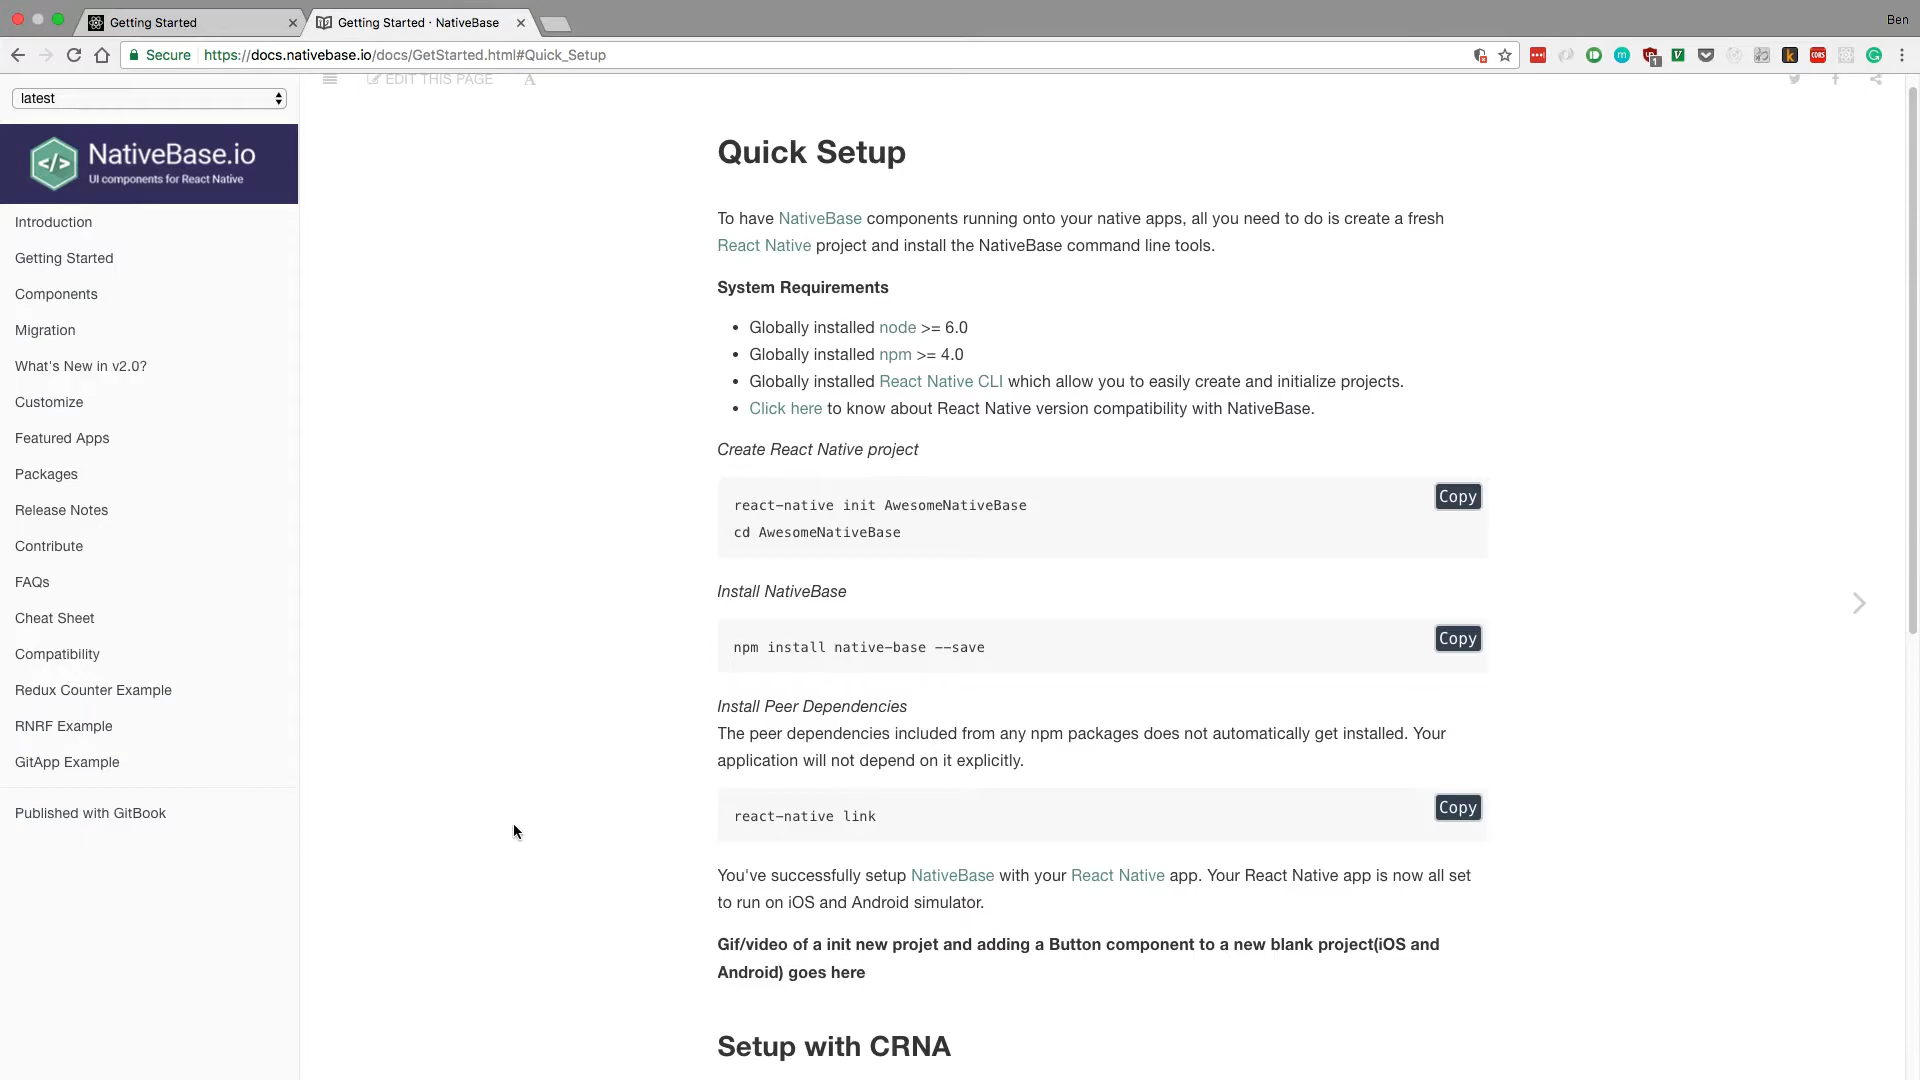 Getting Started
Getting Started · NativeBase
Ben
Secure
https://docs.nativebase.io/docs/GetStarted.html#Quick_Setup
1
CORS
EDIT THIS PAGE
A
latest
NativeBase.io
UI components for React Native
Introduction
Getting Started
Components
Migration
What's New in v2.0?
Customize
Featured Apps
Packages
Release Notes
Contribute
FAQs
Cheat Sheet
Compatibility
Redux Counter Example
RNRF Example
GitApp Example
Published with GitBook
Quick Setup
To have NativeBase components running onto your native apps, all you need to do is create a fresh
React Native project and install the NativeBase command line tools.
System Requirements
• Globally installed node >= 6.0
• Globally installed npm >= 4.0
• Globally installed React Native CLI which allow you to easily create and initialize projects.
• Click here to know about React Native version compatibility with NativeBase.
Create React Native project
Copy
react-native init AwesomeNativeBase
cd AwesomeNativeBase
Install NativeBase
Copy
npm install native-base --save
Install Peer Dependencies
The peer dependencies included from any npm packages does not automatically get installed. Your
application will not depend on it explicitly.
Copy
react-native link
You've successfully setup NativeBase with your React Native app. Your React Native app is now all set
to run on iOS and Android simulator.
Gif/video of a init new projet and adding a Button component to a new blank project(iOS and
Android) goes here
Setup with CRNA